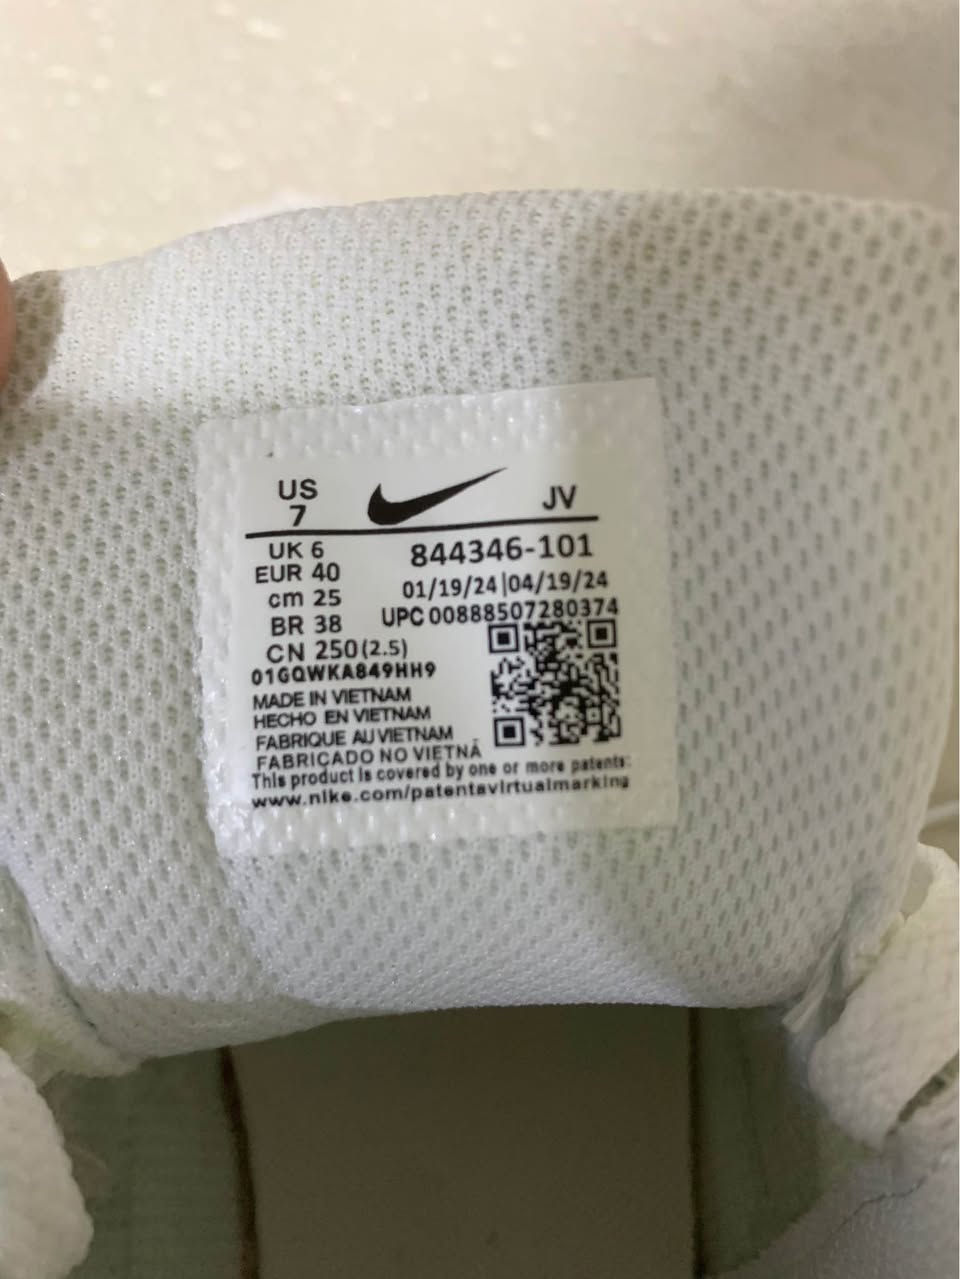 US
7
JV
UK 6
EUR 40
cm 25
BR 38
CN 250(2.5)
844346-101
01/19/24|04/19/24
UPC 00888507280374
01GQWKA849HH9
MADE IN VIETNAM
HECHO EN VIETNAM
FABRIQUE AU VIETNAM
FABRICADO NO VIETNÃ
This product is covered by one or more patents:
www.nike.com/patentsvirtualmarking